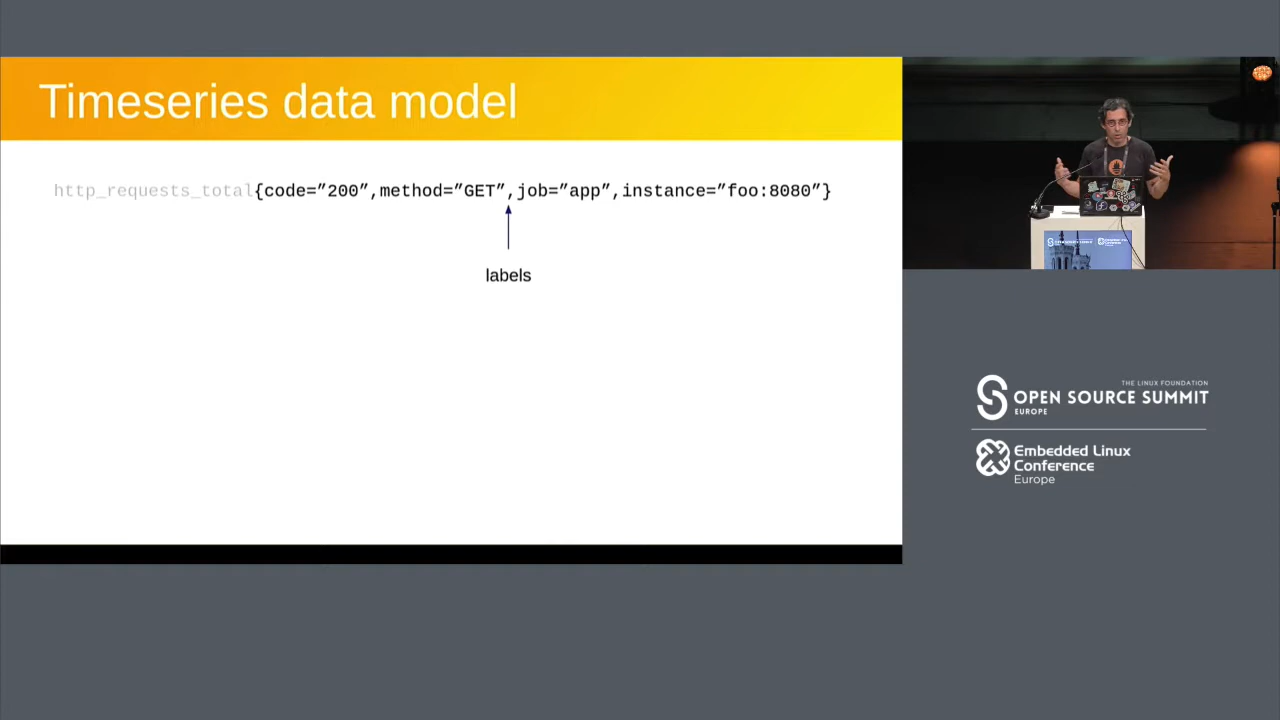 Timeseries data model
http_requests_total{code=”200”,method=”GET”,job=”app”,instance=”foo:8080”}
labels
THE LINUX FOUNDATION
OPEN SOURCE SUMMIT
EUROPE
Embedded Linux
Conference
Europe